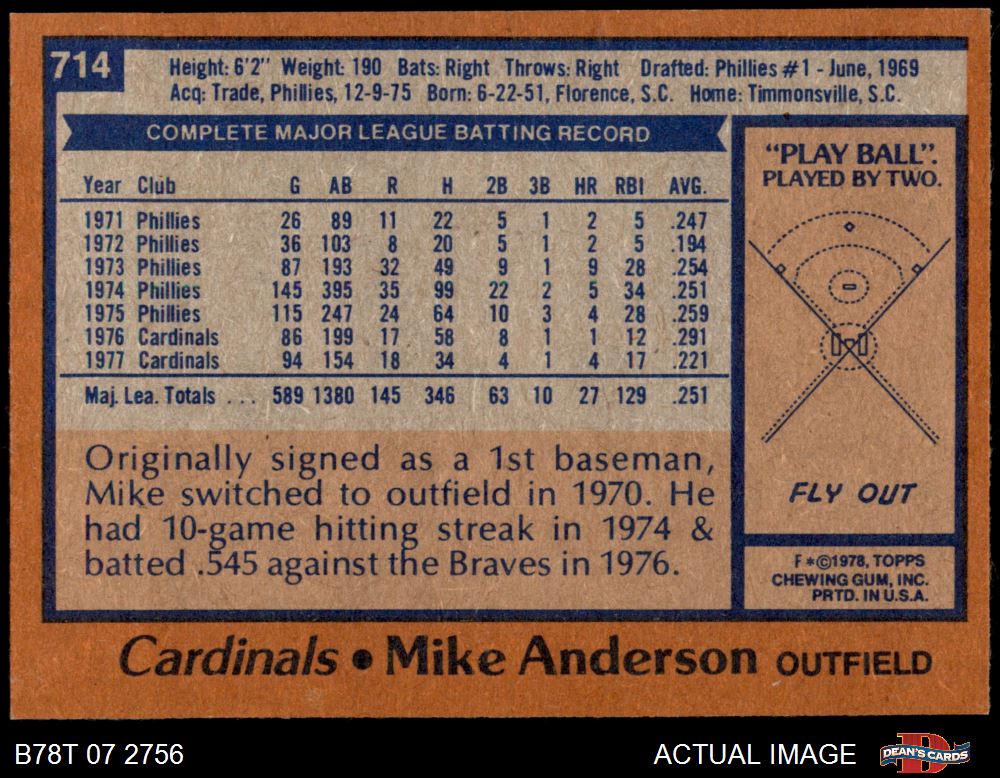 714
Height: 6'2" Weight: 190 Bats: Right Throws: Right Drafted: Phillies #1 - June, 1969
Acq: Trade, Phillies, 12-9-75 Born: 6-22-51, Florence, S.C. Home: Timmonsville, S.C.
COMPLETE MAJOR LEAGUE BATTING RECORD
Year Club G AB R H 2B 3B HR RBI AVG.
1971 Phillies 26 89 11 22 5 1 2 5 .247
1972 Phillies 36 103 8 20 5 1 2 5 .194
1973 Phillies 87 193 32 49 9 1 9 28 .254
1974 Phillies 145 395 35 99 22 2 5 34 .251
1975 Phillies 115 247 24 64 10 3 4 28 .259
1976 Cardinals 86 199 17 58 8 1 1 12 .291
1977 Cardinals 94 154 18 34 4 1 4 17 .221
Maj. Lea. Totals ... 589 1380 145 346 63 10 27 129 .251
Originally signed as a 1st baseman,
Mike switched to outfield in 1970. He
had 10-game hitting streak in 1974 &
batted .545 against the Braves in 1976.
"PLAY BALL".
PLAYED BY TWO.
FLY OUT
F*©1978, TOPPS
CHEWING GUM, INC.
PRTD. IN U.S.A.
Cardinals • Mike Anderson OUTFIELD
B78T 07 2756
ACTUAL IMAGE
DEAN'S CARDS